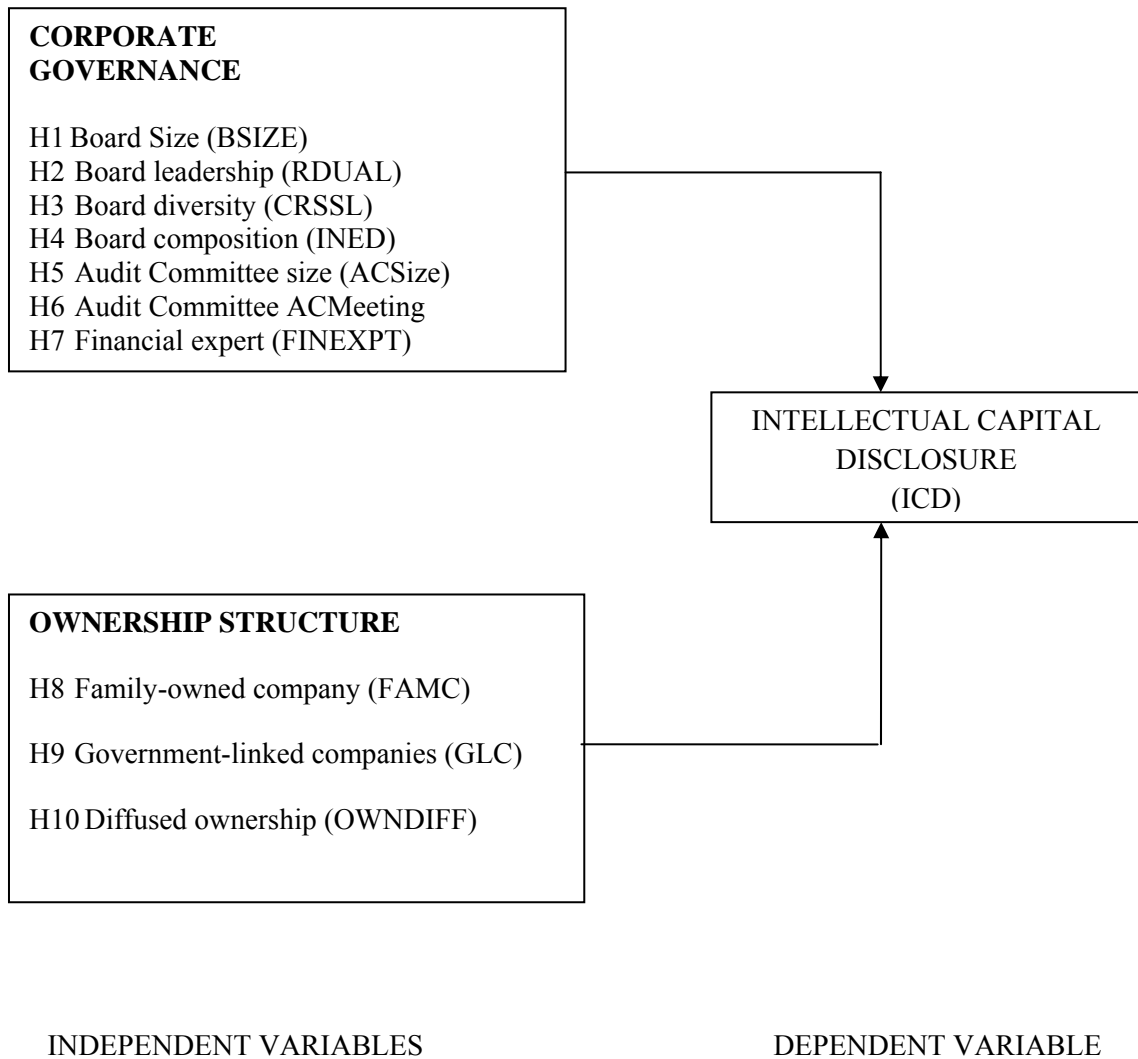 CORPORATE
GOVERNANCE
H1 Board Size (BSIZE)
H2 Board leadership (RDUAL)
H3 Board diversity (CRSSL)
H4 Board composition (INED)
H5 Audit Committee size (ACSize)
H6 Audit Committee ACMeeting
H7 Financial expert (FINEXPT)
INTELLECTUAL CAPITAL
DISCLOSURE
(ICD)
OWNERSHIP STRUCTURE
H8 Family-owned company (FAMC)
H9 Government-linked companies (GLC)
H10 Diffused ownership (OWNDIFF)
INDEPENDENT VARIABLES
DEPENDENT VARIABLE